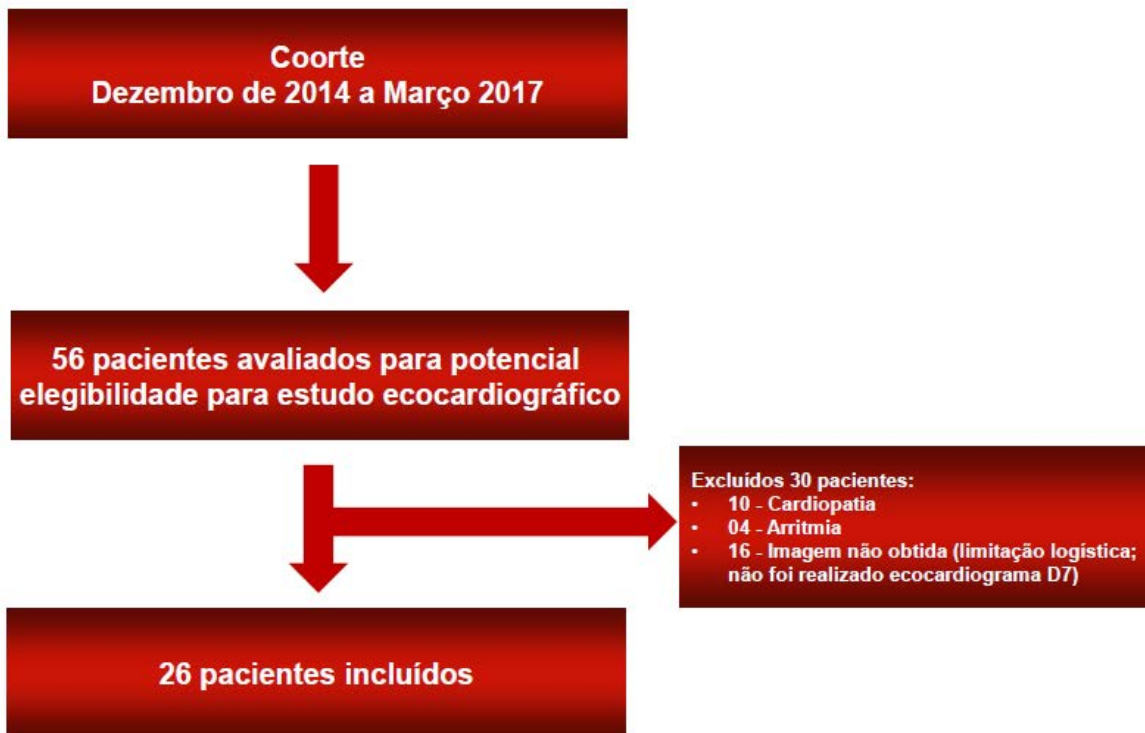 Coorte
Dezembro de 2014 a Março 2017
56 pacientes avaliados para potencial
elegibilidade para estudo ecocardiográfico
Excluídos 30 pacientes:
• 10 - Cardiopatia
• 04 - Arritmia
• 16 - Imagem não obtida (limitação logística;
não foi realizado ecocardiograma D7)
26 pacientes incluídos